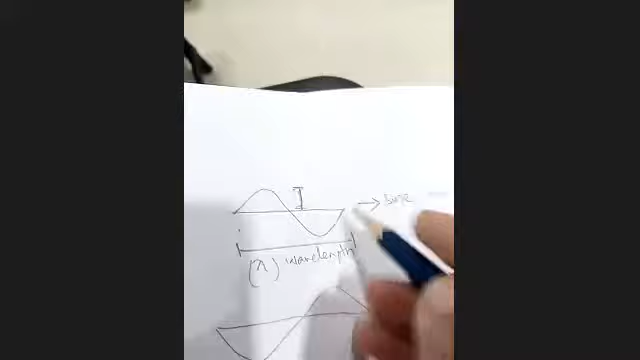 → sine
(λ) wavelength